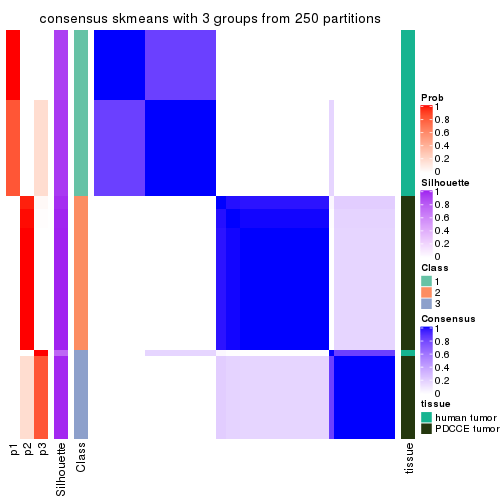 consensus skmeans with 3 groups from 250 partitions
Prob
1
0.8
0.6
0.4
0.2
0
Silhouette
1
0.8
0.6
0.4
0.2
0
Class
1
2
3
Consensus
1
0.8
0.6
0.4
0.2
0
tissue
human tumor
PDCCE tumor
p1
p2
p3
Silhouette
Class
tissue